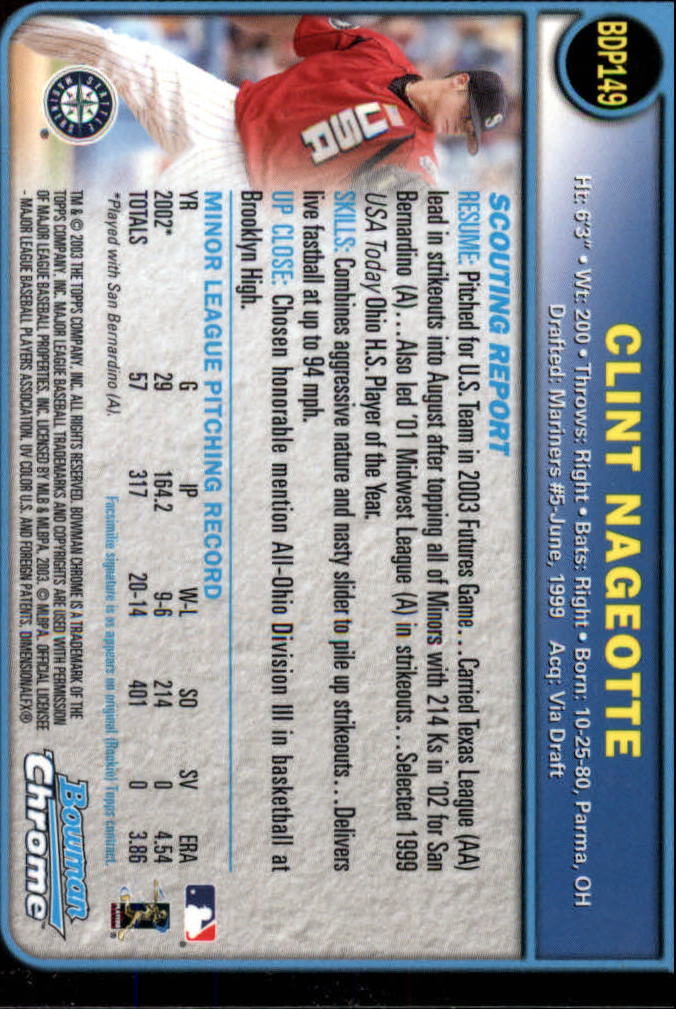 BDP149
CLINT NAGEOTTE
Ht: 6'3" • Wt: 200 • Throws: Right • Bats: Right • Born: 10-25-80, Parma, OH
Drafted: Mariners #5-June, 1999 Acq: Via Draft
S
USA
SEATTLE
MARINERS
SCOUTING REPORT
RESUME: Pitched for U.S. Team in 2003 Futures Game...Carried Texas League (AA)
lead in strikeouts into August after topping all of Minors with 214 Ks in '02 for San
Bernardino (A)...Also led '01 Midwest League (A) in strikeouts...Selected 1999
USA Today Ohio H.S. Player of the Year.
SKILLS: Combines aggressive nature and nasty slider to pile up strikeouts...Delivers
live fastball at up to 94 mph.
UP CLOSE: Chosen honorable mention All-Ohio Division III in basketball at
Brooklyn High.
MINOR LEAGUE PITCHING RECORD
YR G IP W-L SO SV ERA
2002* 29 164.2 9-6 214 0 4.54
TOTALS 57 317 20-14 401 0 3.86
*Played with San Bernardino (A).
Facsimile signature is as appears on original (Rookie) Topps contract.
TM & © 2003 THE TOPPS COMPANY, INC. ALL RIGHTS RESERVED. BOWMAN CHROME IS A TRADEMARK OF THE
TOPPS COMPANY, INC. MAJOR LEAGUE BASEBALL TRADEMARKS AND COPYRIGHTS ARE USED WITH PERMISSION
OF MAJOR LEAGUE BASEBALL PROPERTIES, INC. LICENSED BY MLB & MLBPA, 2003. © MLBPA. OFFICIAL LICENSEE
- MAJOR LEAGUE BASEBALL PLAYERS ASSOCIATION. UV COLOR U.S. AND FOREIGN PATENTS, DIMENSIONALFX®
Bowman
Chrome™